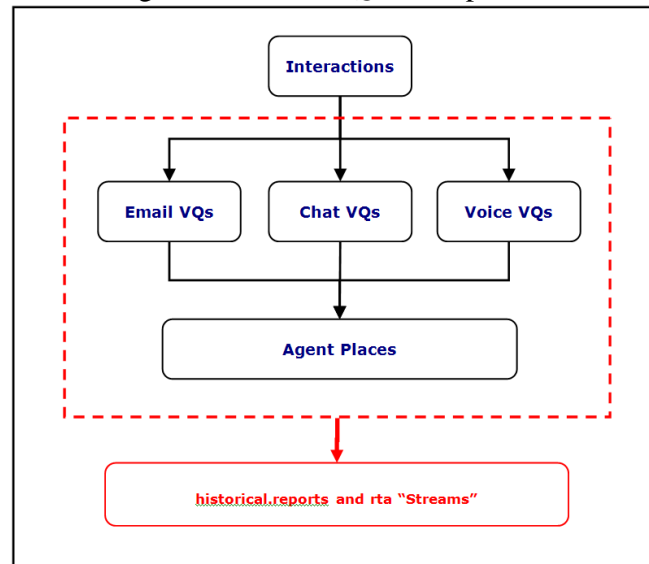 Interactions
Email VQs
Chat VQs
Voice VQs
Agent Places
historical.reports and rta “Streams”